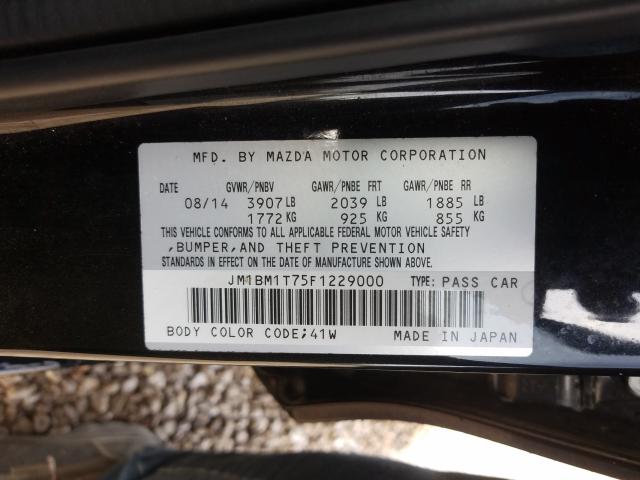 MFD. BY MAZDA MOTOR CORPORATION
DATE GVWR/PNBV GAWR/PNBE FRT GAWR/PNBE RR
08/14 3907 LB 2039 LB 1885 LB
1772 KG 925 KG 855 KG
THIS VEHICLE CONFORMS TO ALL APPLICABLE FEDERAL MOTOR VEHICLE SAFETY
,BUMPER,AND THEFT PREVENTION
STANDARDS IN EFFECT ON THE DATE OF MANUFACTURE SHOWN ABOVE.
JM1BM1T75F1229000 TYPE: PASS CAR
BODY COLOR CODE;41W MADE IN JAPAN